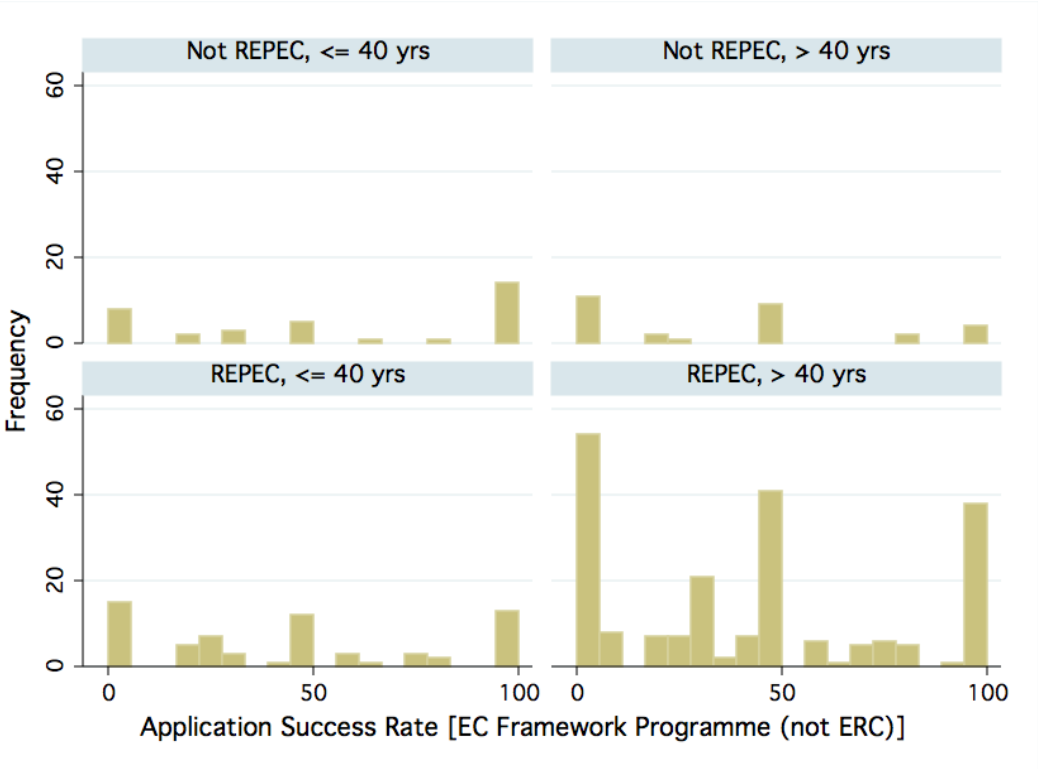 Not REPEC, <= 40 yrs
Not REPEC, > 40 yrs
60
40
20
0
REPEC, <= 40 yrs
REPEC, > 40 yrs
60
40
20
0
Frequency
0 50 100 0 50 100
Application Success Rate [EC Framework Programme (not ERC)]